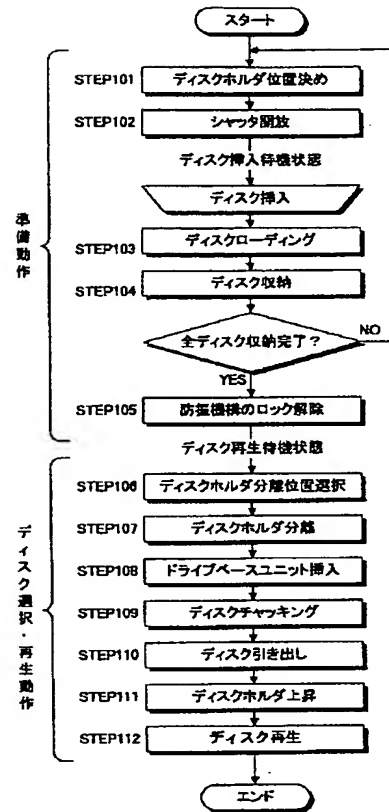 スタート
STEP101 ディスクホルダ位置決め
STEP102 シャッタ開放
ディスク挿入待機状態
ディスク挿入
STEP103 ディスクローディング
STEP104 ディスク収納
全ディスク収納完了?
NO
YES
STEP105 防振機構のロック解除
準備動作
ディスク再生待機状態
STEP106 ディスクホルダ分離位置選択
STEP107 ディスクホルダ分離
STEP108 ドライブベースユニット挿入
STEP109 ディスクチャッキング
STEP110 ディスク引き出し
STEP111 ディスクホルダ上昇
STEP112 ディスク再生
ディスク選択・再生動作
エンド